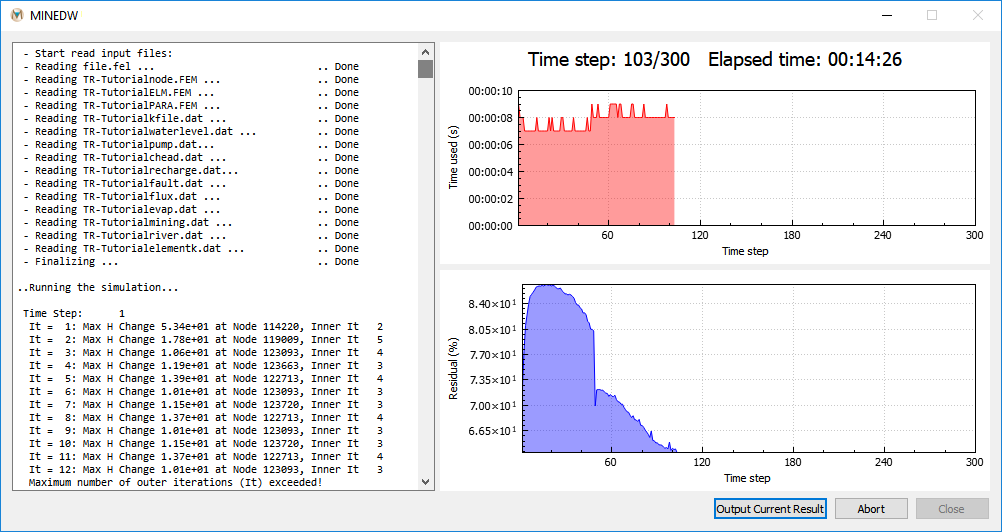 MINEDW
- Start read input files:
- Reading file.fel ... .. Done
- Reading TR-Tutorialnode.FEM ... .. Done
- Reading TR-TutorialELM.FEM ... .. Done
- Reading TR-TutorialPARA.FEM ... .. Done
- Reading TR-Tutorialkfile.dat ... .. Done
- Reading TR-Tutorialwaterlevel.dat ... .. Done
- Reading TR-Tutorialpump.dat... .. Done
- Reading TR-Tutorialchead.dat ... .. Done
- Reading TR-Tutorialrecharge.dat... .. Done
- Reading TR-Tutorialfault.dat ... .. Done
- Reading TR-Tutorialflux.dat ... .. Done
- Reading TR-Tutorialevap.dat ... .. Done
- Reading TR-Tutorialmining.dat ... .. Done
- Reading TR-Tutorialriver.dat ... .. Done
- Reading TR-Tutorialelementk.dat ... .. Done
- Finalizing ... .. Done
..Running the simulation...
Time Step: 1
It = 1: Max H Change 5.34e+01 at Node 114220, Inner It 2
It = 2: Max H Change 1.78e+01 at Node 119009, Inner It 5
It = 3: Max H Change 1.06e+01 at Node 123093, Inner It 4
It = 4: Max H Change 1.19e+01 at Node 123663, Inner It 3
It = 5: Max H Change 1.39e+01 at Node 122713, Inner It 4
It = 6: Max H Change 1.01e+01 at Node 123093, Inner It 3
It = 7: Max H Change 1.15e+01 at Node 123720, Inner It 3
It = 8: Max H Change 1.37e+01 at Node 122713, Inner It 4
It = 9: Max H Change 1.01e+01 at Node 123093, Inner It 3
It = 10: Max H Change 1.15e+01 at Node 123720, Inner It 3
It = 11: Max H Change 1.37e+01 at Node 122713, Inner It 4
It = 12: Max H Change 1.01e+01 at Node 123093, Inner It 3
Maximum number of outer iterations (It) exceeded!
Time step: 103/300 Elapsed time: 00:14:26
Time used (s)
00:00:10
00:00:08
00:00:06
00:00:04
00:00:02
00:00:00
60 120 180 240 300
Time step
Residual (%)
8.40×10¹
8.05×10¹
7.70×10¹
7.35×10¹
7.00×10¹
6.65×10¹
60 120 180 240 300
Time step
Output Current Result Abort Close